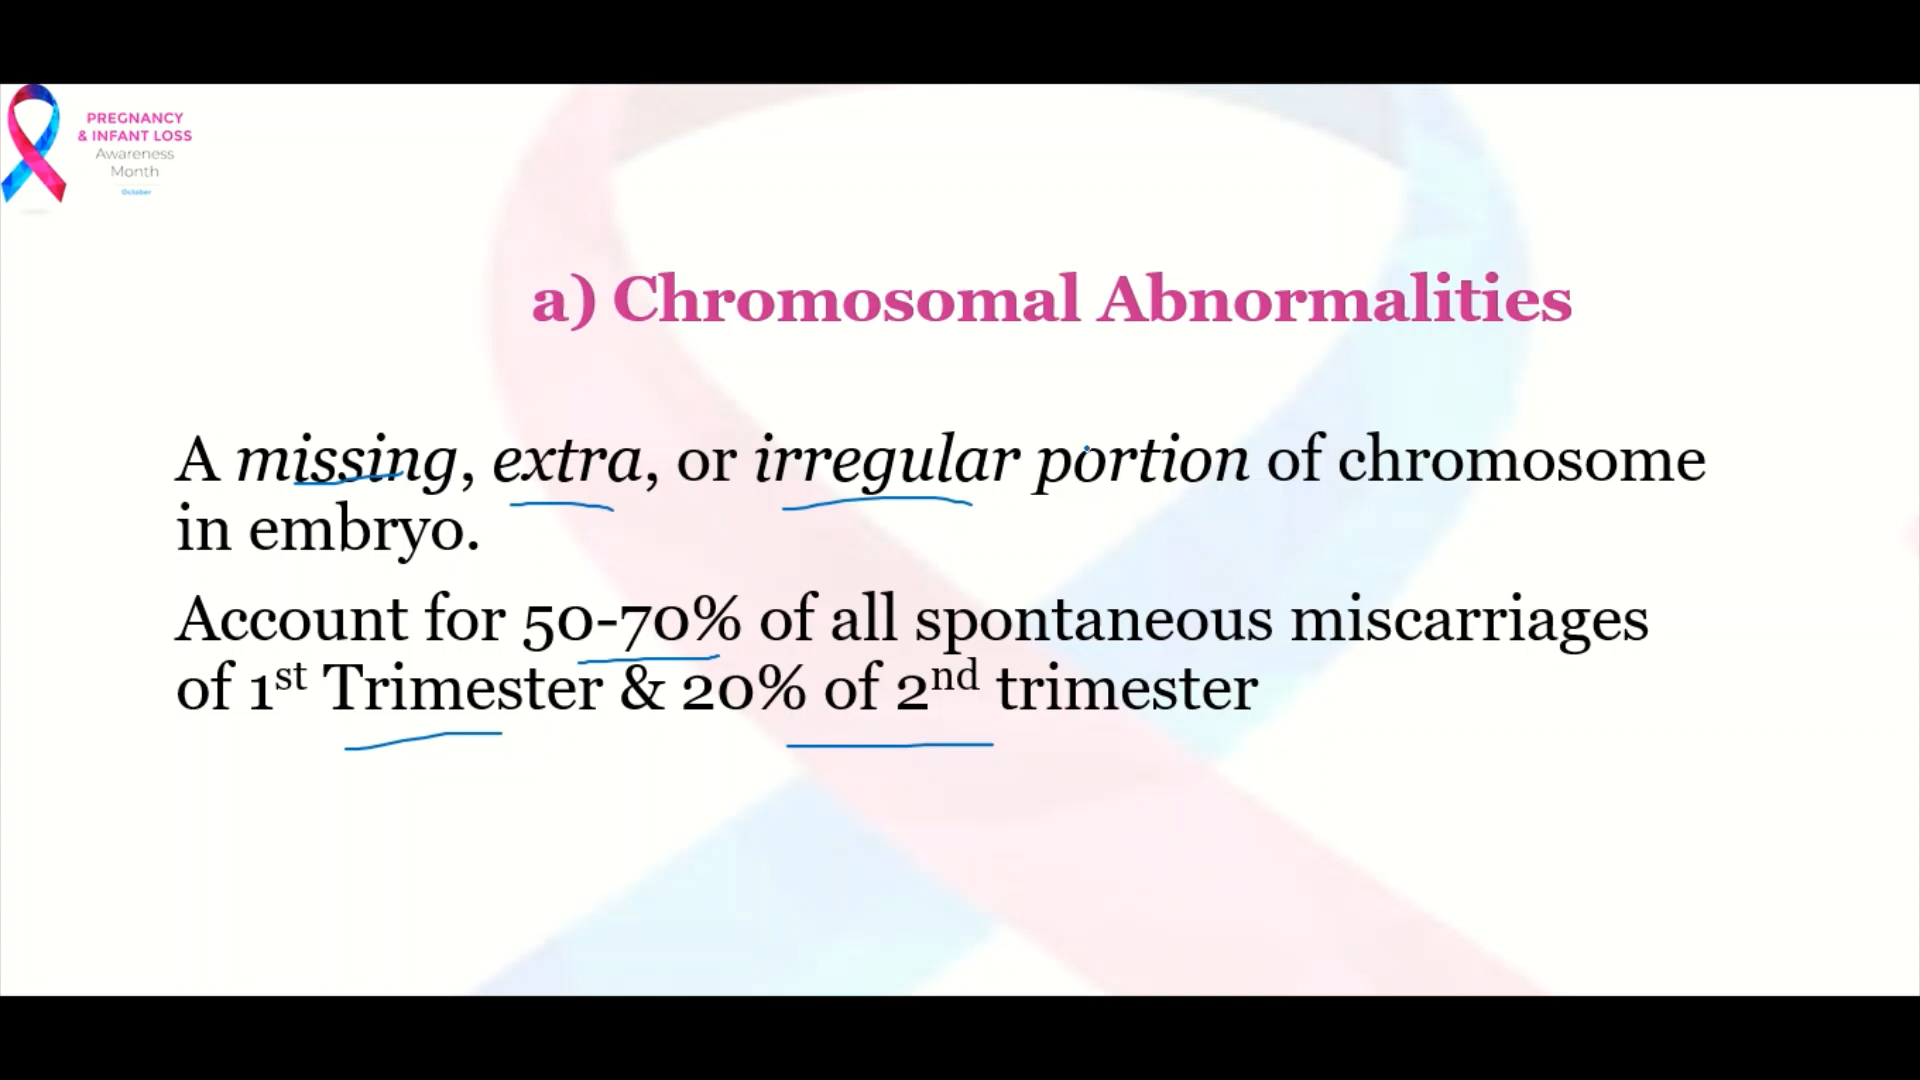 PREGNANCY
& INFANT LOSS
Awareness
Month
October
a) Chromosomal Abnormalities
A missing, extra, or irregular portion of chromosome
in embryo.
Account for 50-70% of all spontaneous miscarriages
of 1st Trimester & 20% of 2nd trimester